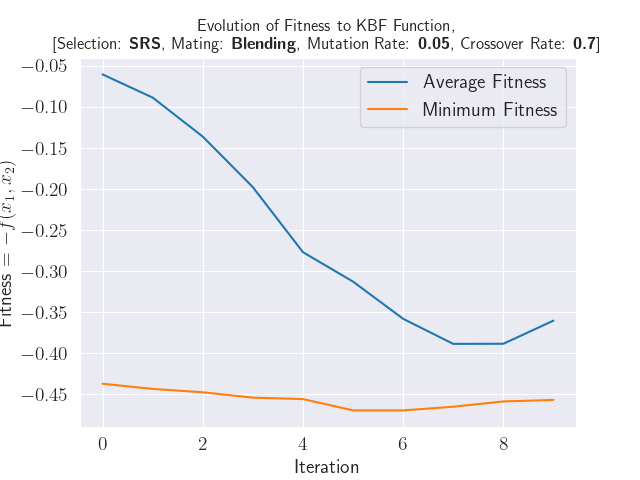 Evolution of Fitness to KBF Function,
[Selection: SRS, Mating: Blending, Mutation Rate: 0.05, Crossover Rate: 0.7]
Average Fitness
Minimum Fitness
Fitness = −f(x₁, x₂)
−0.05
−0.10
−0.15
−0.20
−0.25
−0.30
−0.35
−0.40
−0.45
0 2 4 6 8
Iteration